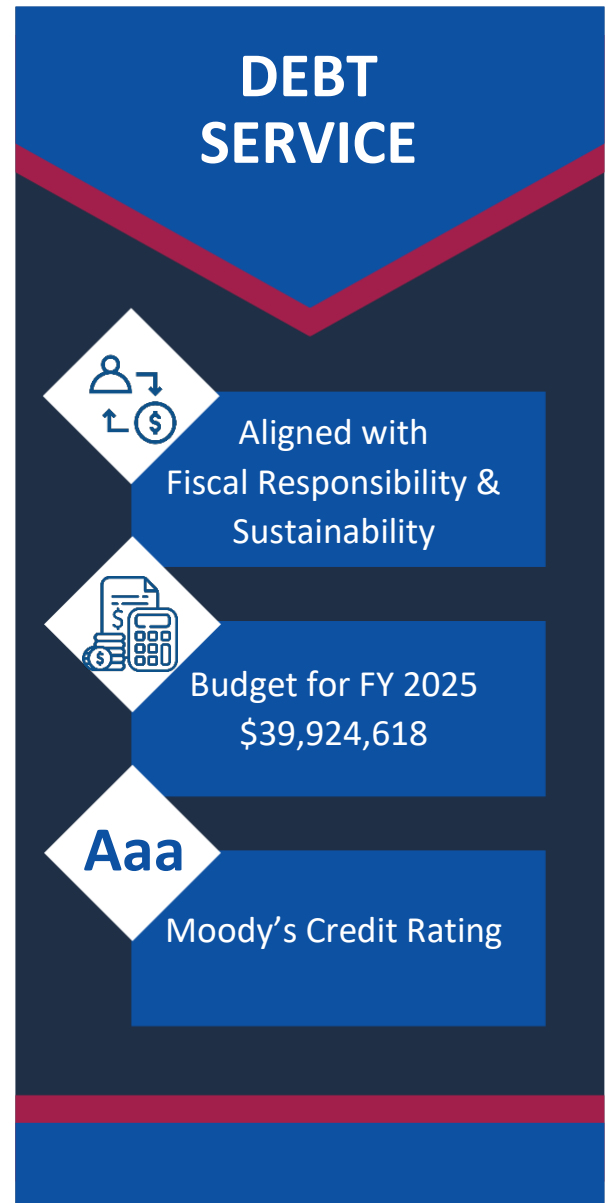 DEBT
SERVICE
Aligned with
Fiscal Responsibility &
Sustainability
$
$
$
Budget for FY 2025
$39,924,618
Aaa
Moody’s Credit Rating